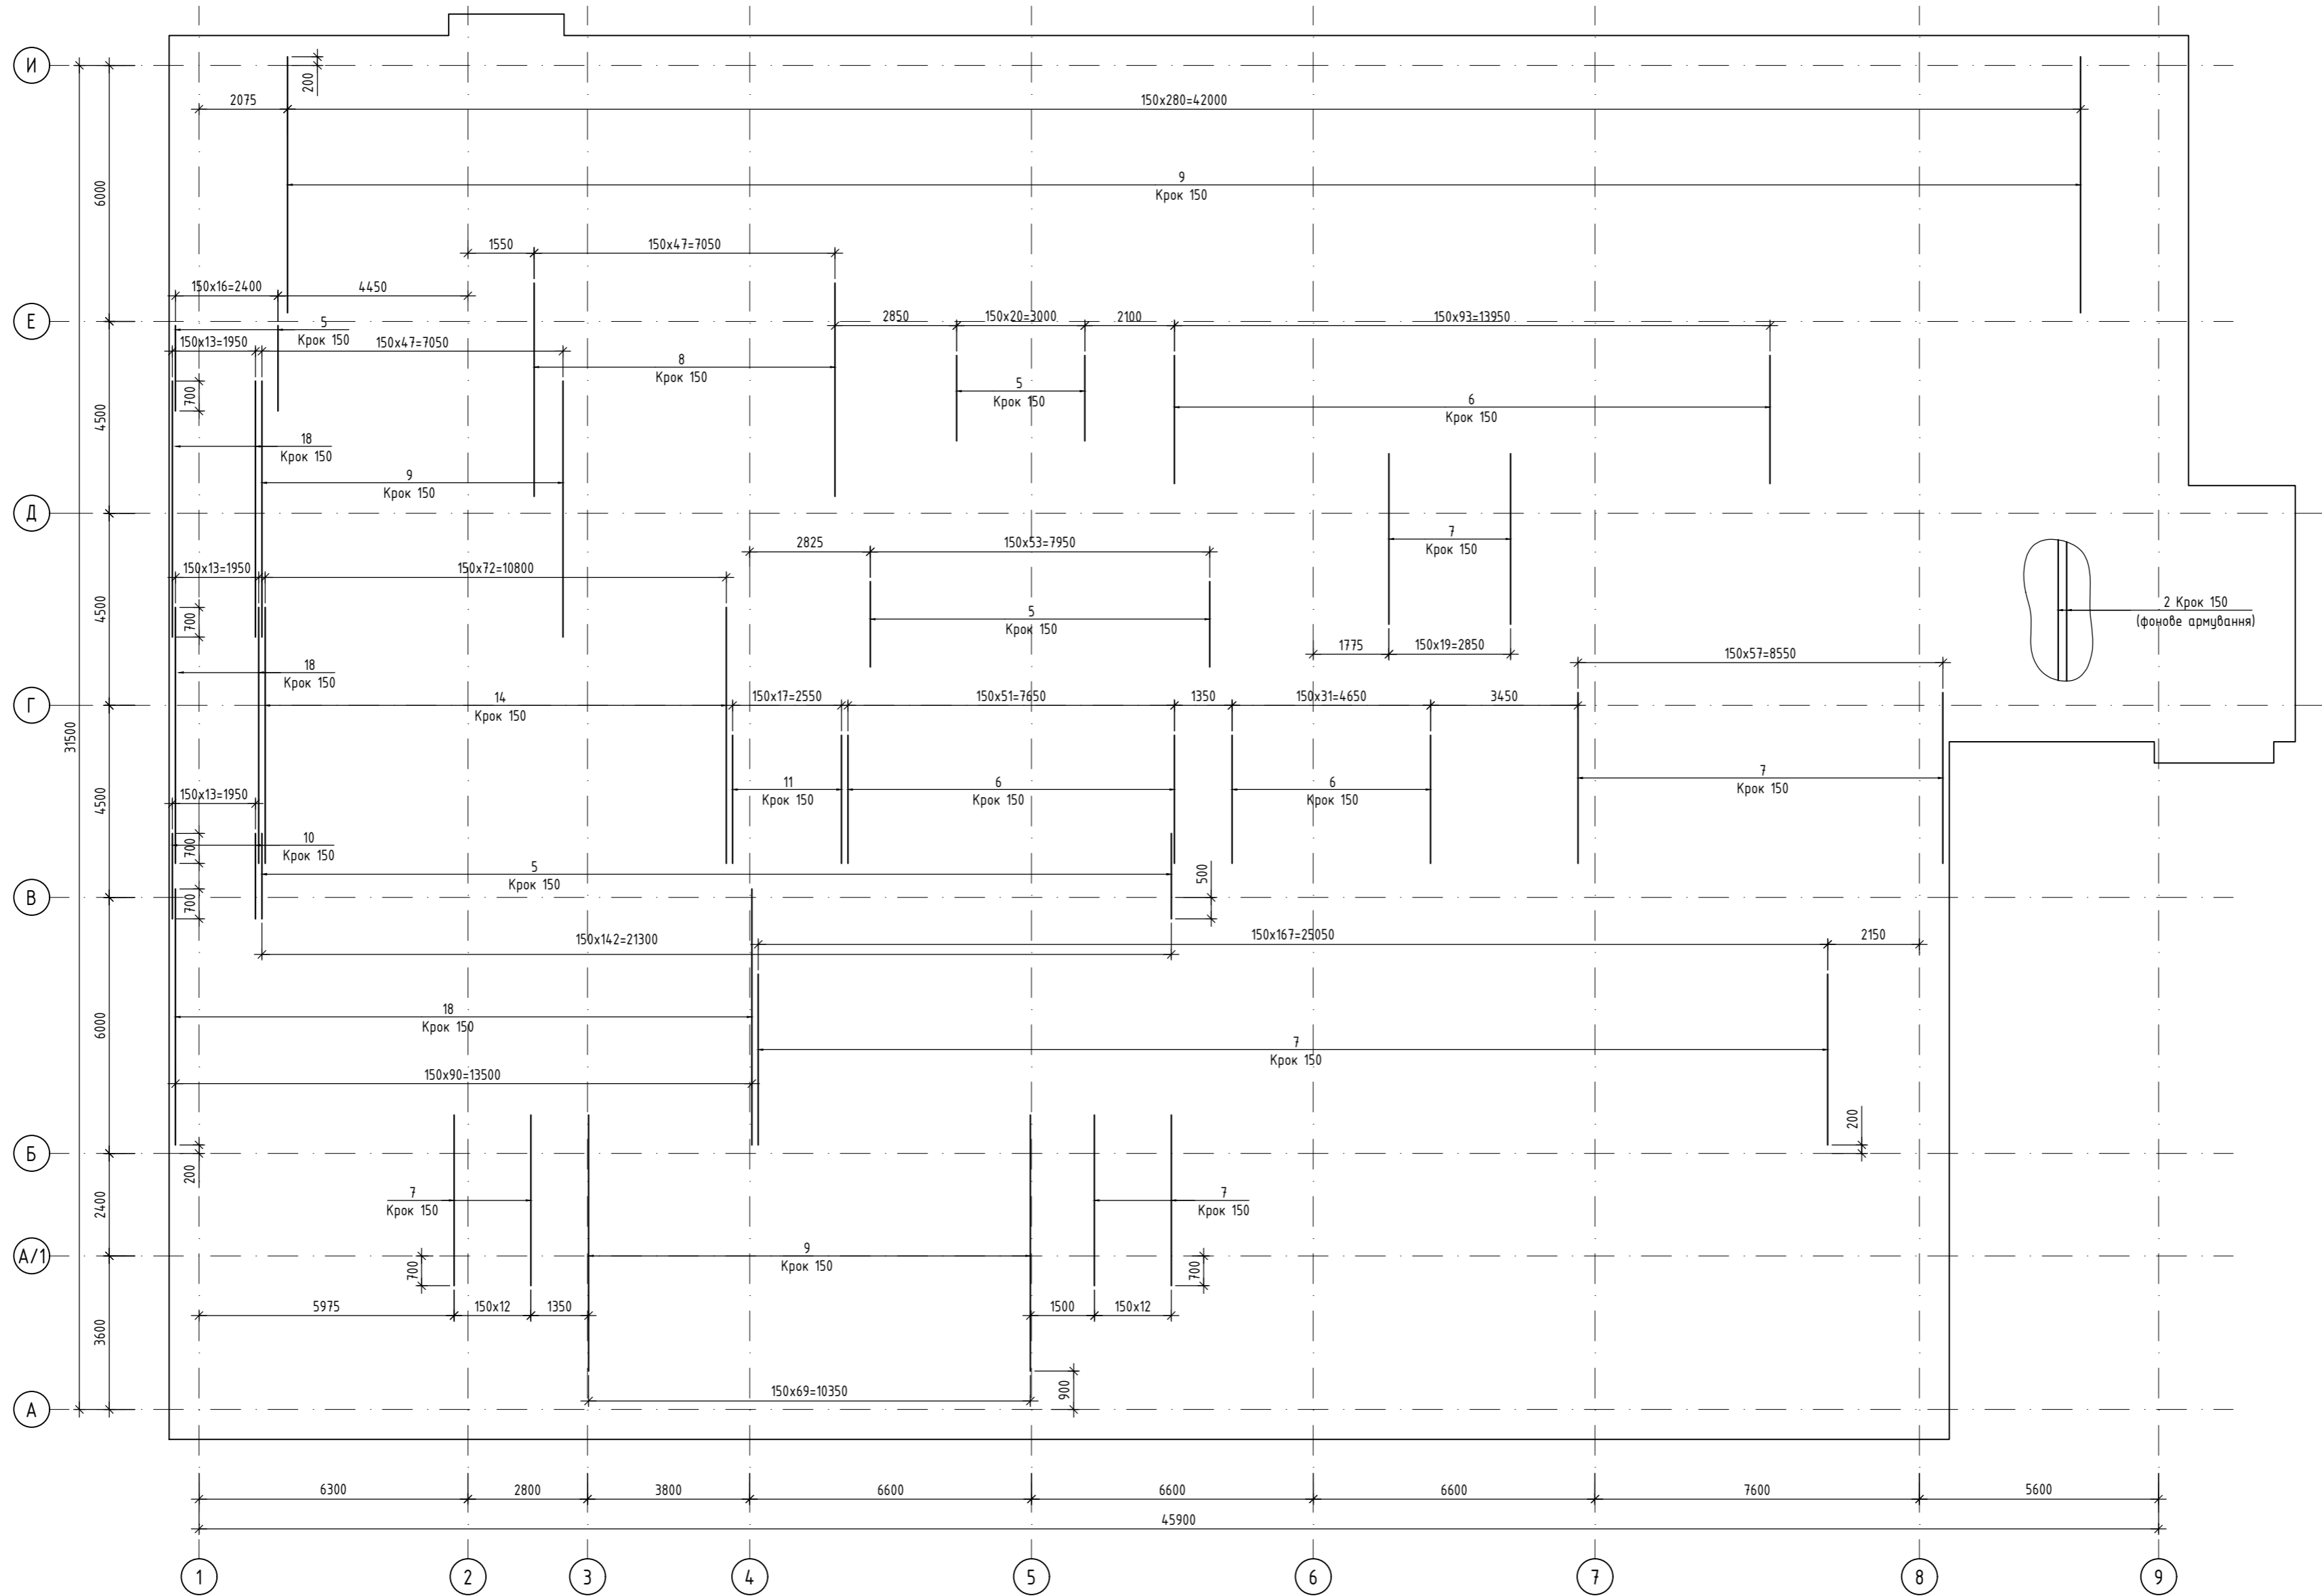 И
200
2075
150x280=42000
6000
9
Крок 150
1550
150x47=7050
150x16=2400
4450
Е
5
Крок 150
2850
150x20=3000
2100
150x93=13950
150x13=1950
150x47=7050
8
Крок 150
700
5
Крок 150
6
Крок 150
4500
18
Крок 150
9
Крок 150
Д
7
Крок 150
2825
150x53=7950
150x13=1950
150x72=10800
4500
700
5
Крок 150
2 Крок 150
(фонове армування)
1775
150x19=2850
150x57=8550
18
Крок 150
14
Крок 150
150x17=2550
150x51=7650
1350
150x31=4650
3450
Г
31500
7
Крок 150
11
Крок 150
6
Крок 150
6
Крок 150
4500
150x13=1950
10
Крок 150
700
5
Крок 150
500
В
700
150x142=21300
150x167=25050
2150
6000
18
Крок 150
7
Крок 150
150x90=13500
200
Б
200
2400
7
Крок 150
7
Крок 150
А/1
9
Крок 150
700
700
5975
150x12
1350
1500
150x12
3600
150x69=10350
900
А
6300
2800
3800
6600
6600
6600
7600
5600
45900
1
2
3
4
5
6
7
8
9